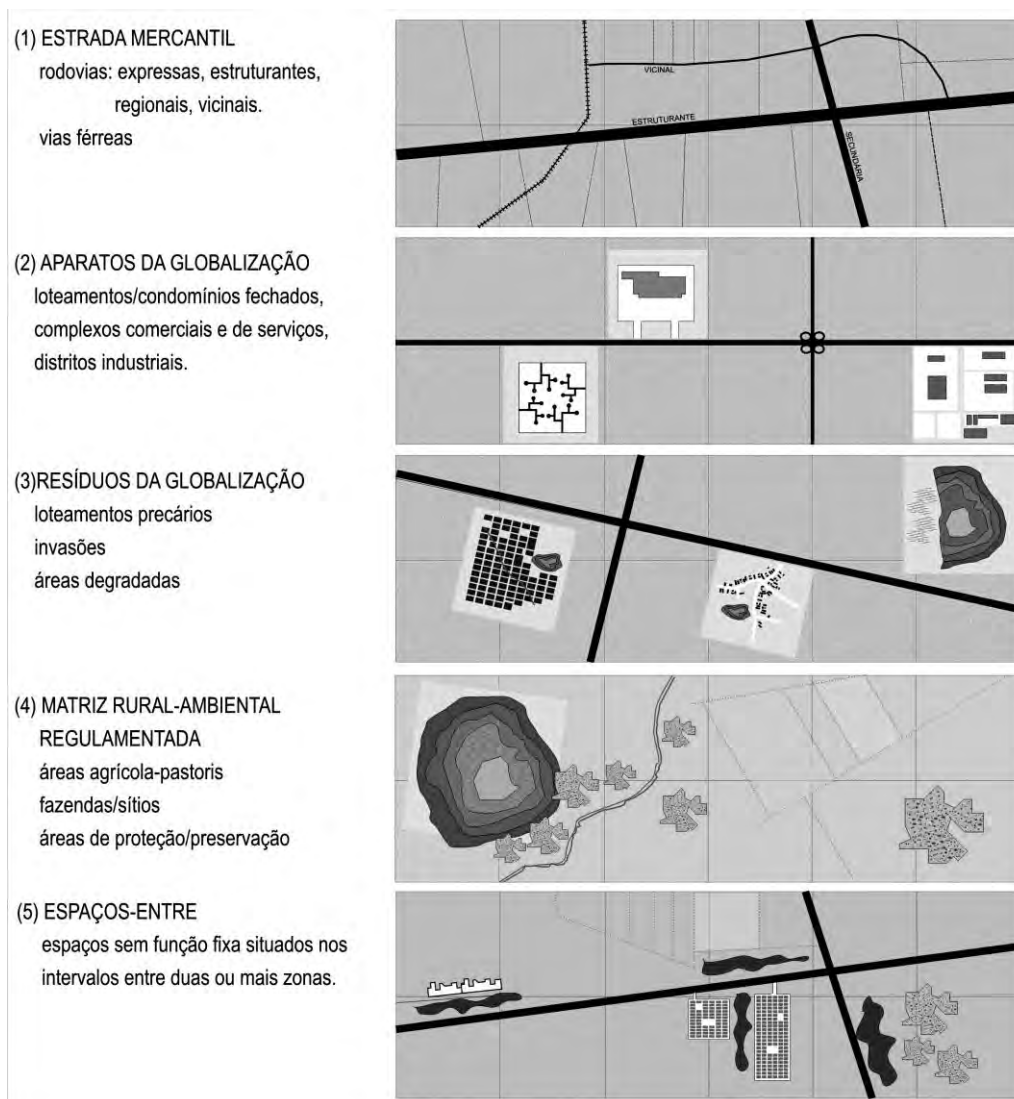 (1) ESTRADA MERCANTIL
rodovias: expressas, estruturantes,
regionais, vicinais.
vias férreas
VICINAL
ESTRUTURANTE
SECUNDÁRIA
(2) APARATOS DA GLOBALIZAÇÃO
loteamentos/condomínios fechados,
complexos comerciais e de serviços,
distritos industriais.
(3)RESÍDUOS DA GLOBALIZAÇÃO
loteamentos precários
invasões
áreas degradadas
(4) MATRIZ RURAL-AMBIENTAL
REGULAMENTADA
áreas agrícola-pastoris
fazendas/sítios
áreas de proteção/preservação
(5) ESPAÇOS-ENTRE
espaços sem função fixa situados nos
intervalos entre duas ou mais zonas.